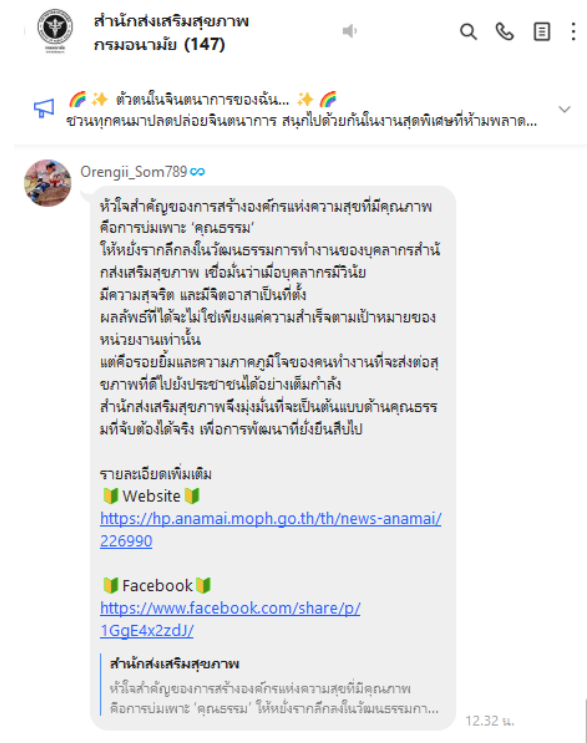 สำนักส่งเสริมสุขภาพ
กรมอนามัย (147)
🌈✨ ตัวตนในจินตนาการของฉัน... ✨🌈
ชวนทุกคนมาปลดปล่อยจินตนาการ สนุกไปด้วยกันในงานสุดพิเศษที่ห้ามพลาด...
Orengii_Som789
หัวใจสำคัญของการสร้างองค์กรแห่งความสุขที่มีคุณภาพ
คือการบ่มเพาะ ‘คุณธรรม’
ให้หยั่งรากลึกลงในวัฒนธรรมการทำงานของบุคลากรสำนั
กส่งเสริมสุขภาพ เชื่อมั่นว่าเมื่อบุคลากรมีวินัย
มีความสุจริต และมีจิตอาสาเป็นที่ตั้ง
ผลลัพธ์ที่ได้จะไม่ใช่เพียงแค่ความสำเร็จตามเป้าหมายของ
หน่วยงานเท่านั้น
แต่คือรอยยิ้มและความภาคภูมิใจของคนทำงานที่จะส่งต่อสุ
ขภาพที่ดีไปยังประชาชนได้อย่างเต็มกำลัง
สำนักส่งเสริมสุขภาพจึงมุ่งมั่นที่จะเป็นต้นแบบด้านคุณธรร
มที่จับต้องได้จริง เพื่อการพัฒนาที่ยั่งยืนสืบไป
รายละเอียดเพิ่มเติม
🔰Website🔰
https://hp.anamai.moph.go.th/th/news-anamai/
226990
🔰Facebook🔰
https://www.facebook.com/share/p/
1GgE4x2zdJ/
สำนักส่งเสริมสุขภาพ
หัวใจสำคัญของการสร้างองค์กรแห่งความสุขที่มีคุณภาพ
คือการบ่มเพาะ ‘คุณธรรม’ ให้หยั่งรากลึกลงในวัฒนธรรมกา...
12.32 น.